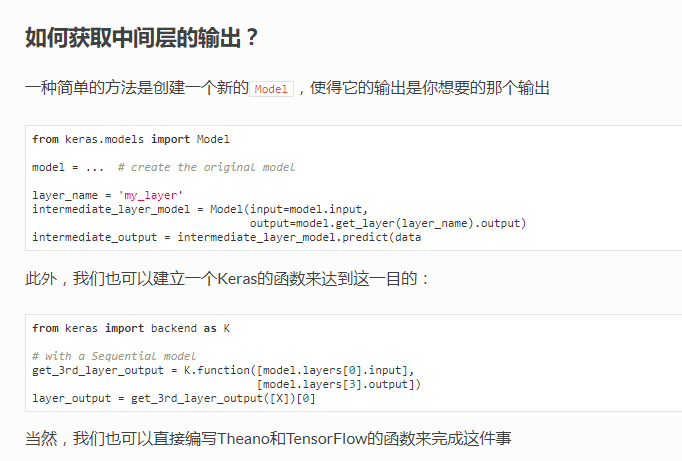 如何获取中间层的输出？
一种简单的方法是创建一个新的Model，使得它的输出是你想要的那个输出
from keras.models import Model
model = ...  # create the original model
layer_name = 'my_layer'
intermediate_layer_model = Model(input=model.input,
                                 output=model.get_layer(layer_name).output)
intermediate_output = intermediate_layer_model.predict(data
此外，我们也可以建立一个Keras的函数来达到这一目的：
from keras import backend as K
# with a Sequential model
get_3rd_layer_output = K.function([model.layers[0].input],
                                  [model.layers[3].output])
layer_output = get_3rd_layer_output([X])[0]
当然，我们也可以直接编写Theano和TensorFlow的函数来完成这件事